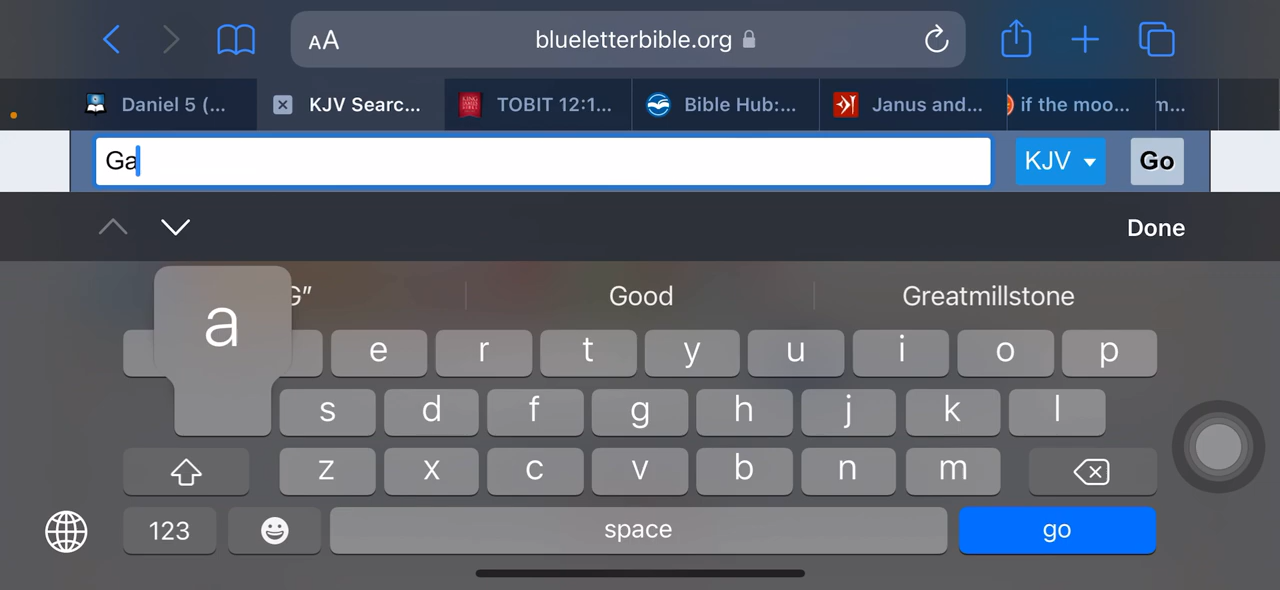 AA blueletterbible.org
Daniel 5 (... KJV Searc... TOBIT 12:1... Bible Hub:... Janus and... if the moo... m...
Ga KJV Go
Done
G” Good Greatmillstone
a e r t y u i o p
s d f g h j k l
z x c v b n m
123 space go